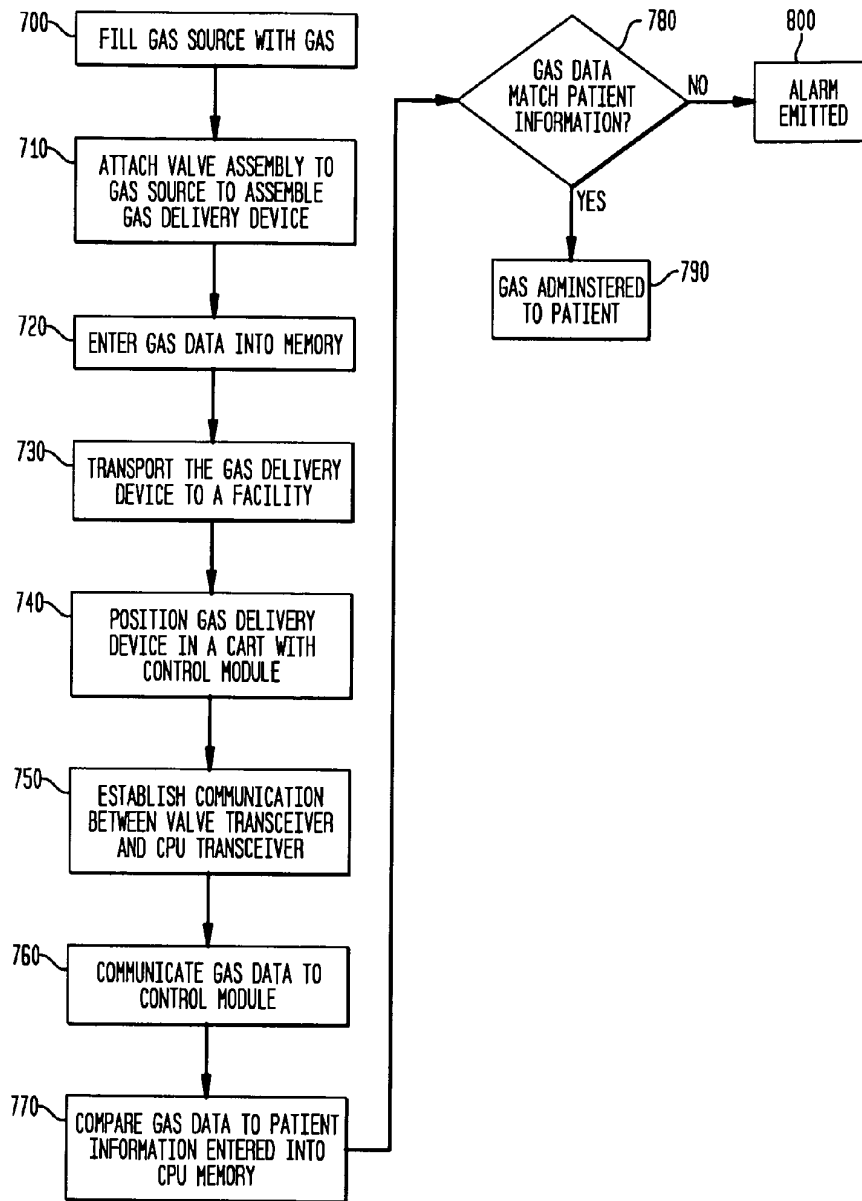 700
FILL GAS SOURCE WITH GAS
710
ATTACH VALVE ASSEMBLY TO
GAS SOURCE TO ASSEMBLE
GAS DELIVERY DEVICE
720
ENTER GAS DATA INTO MEMORY
730
TRANSPORT THE GAS DELIVERY
DEVICE TO A FACILITY
740
POSITION GAS DELIVERY
DEVICE IN A CART WITH
CONTROL MODULE
750
ESTABLISH COMMUNICATION
BETWEEN VALVE TRANSCEIVER
AND CPU TRANSCEIVER
760
COMMUNICATE GAS DATA TO
CONTROL MODULE
770
COMPARE GAS DATA TO PATIENT
INFORMATION ENTERED INTO
CPU MEMORY
780
GAS DATA
MATCH PATIENT
INFORMATION?
NO
800
ALARM
EMITTED
YES
790
GAS ADMINSTERED
TO PATIENT